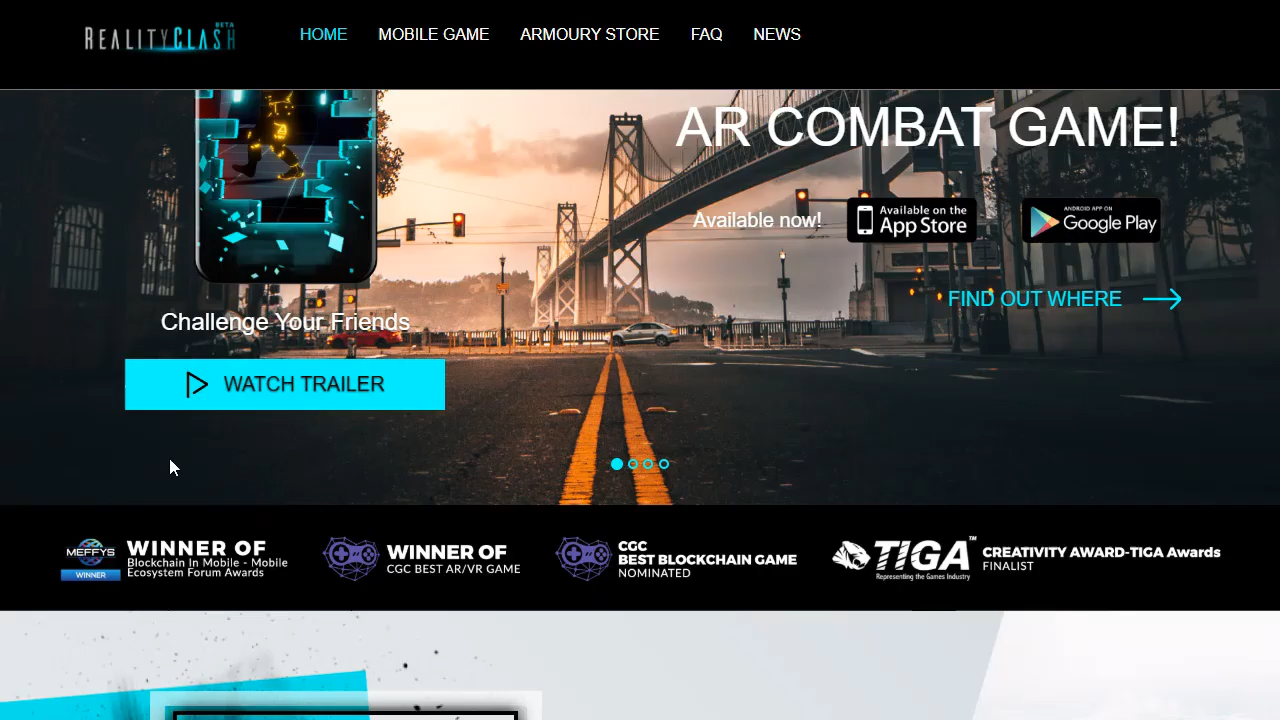 BETA
REALITYCLASH
HOME
MOBILE GAME
ARMOURY STORE
FAQ
NEWS
AR COMBAT GAME!
Available now!
Available on the
App Store
ANDROID APP ON
Google Play
FIND OUT WHERE
Challenge Your Friends
WATCH TRAILER
MEFFYS
WINNER
WINNER OF
Blockchain In Mobile - Mobile
Ecosystem Forum Awards
WINNER OF
CGC BEST AR/VR GAME
CGC
BEST BLOCKCHAIN GAME
NOMINATED
TIGA™
Representing the Games Industry
CREATIVITY AWARD-TIGA Awards
FINALIST